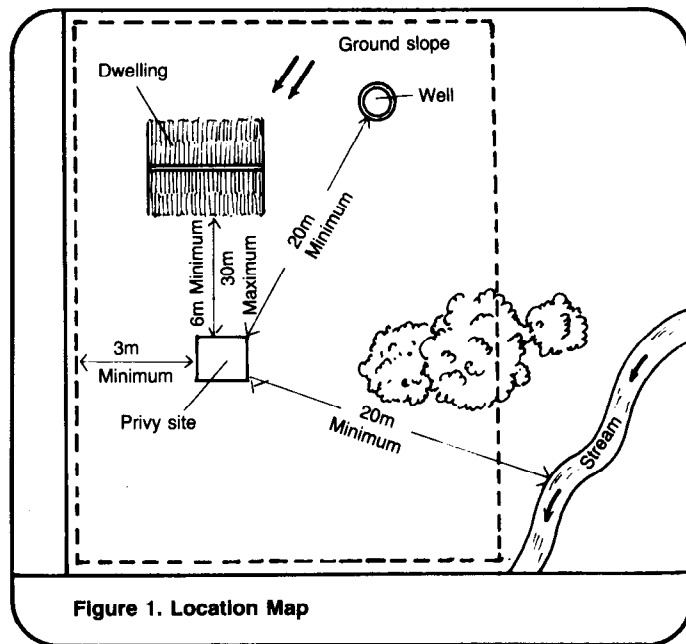 Ground slope
Dwelling
Well
20m
Minimum
6m Minimum
30m
Maximum
3m
Minimum
Privy site
20m
Minimum
Stream
Figure 1. Location Map